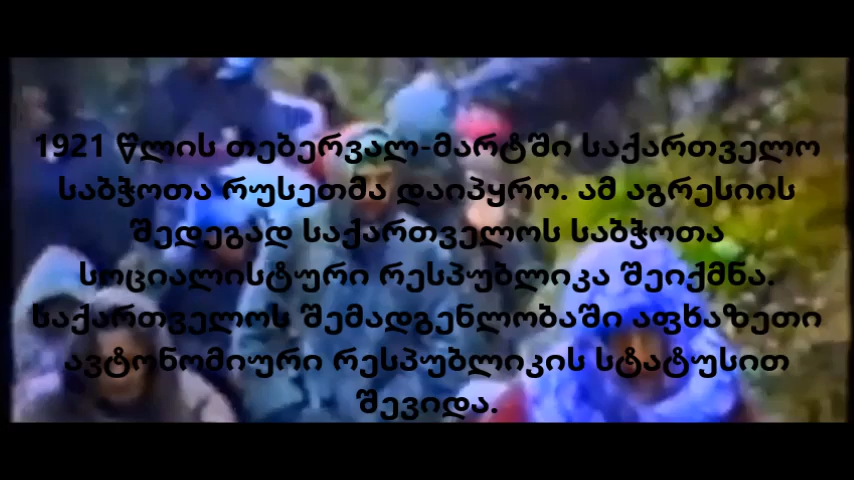 1921 წლის თებერვალ-მარტში საქართველო
საბჭოთა რუსეთმა დაიპყრო. ამ აგრესიის
შედეგად საქართველოს საბჭოთა
სოციალისტური რესპუბლიკა შეიქმნა.
საქართველოს შემადგენლობაში აფხაზეთი
ავტონომიური რესპუბლიკის სტატუსით
შევიდა.